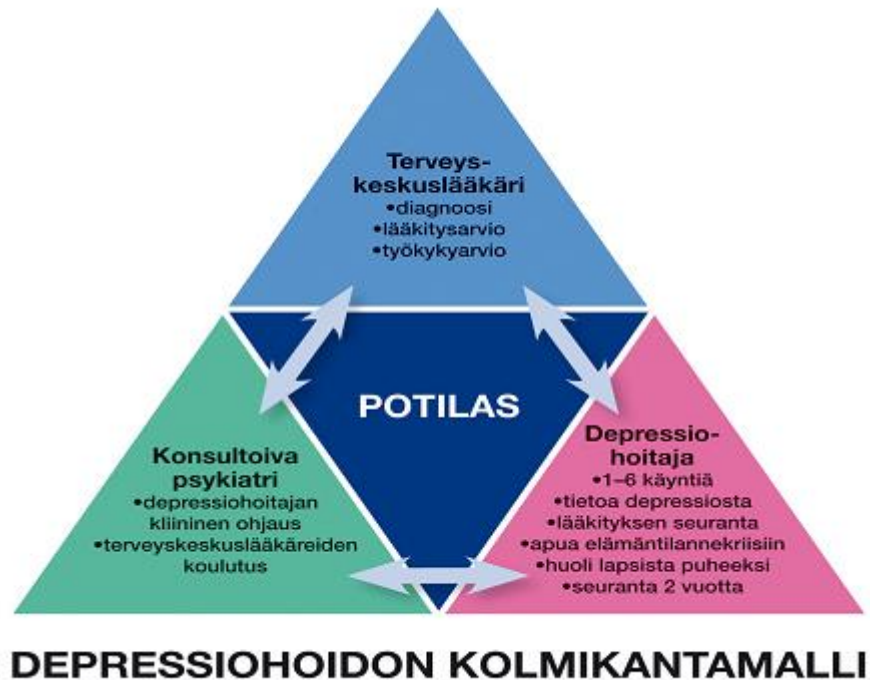 Terveys-
keskuslääkäri
•diagnoosi
•lääkitysarvio
•työkykyarvio
POTILAS
Konsultoiva
psykiatri
•depressiohoitajan
kliininen ohjaus
•terveyskeskuslääkäreiden
koulutus
Depressio-
hoitaja
•1–6 käyntiä
•tietoa depressiosta
•lääkityksen seuranta
•apua elämäntilannekriisiin
•huoli lapsista puheeksi
•seuranta 2 vuotta
DEPRESSIOHOIDON KOLMIKANTAMALLI